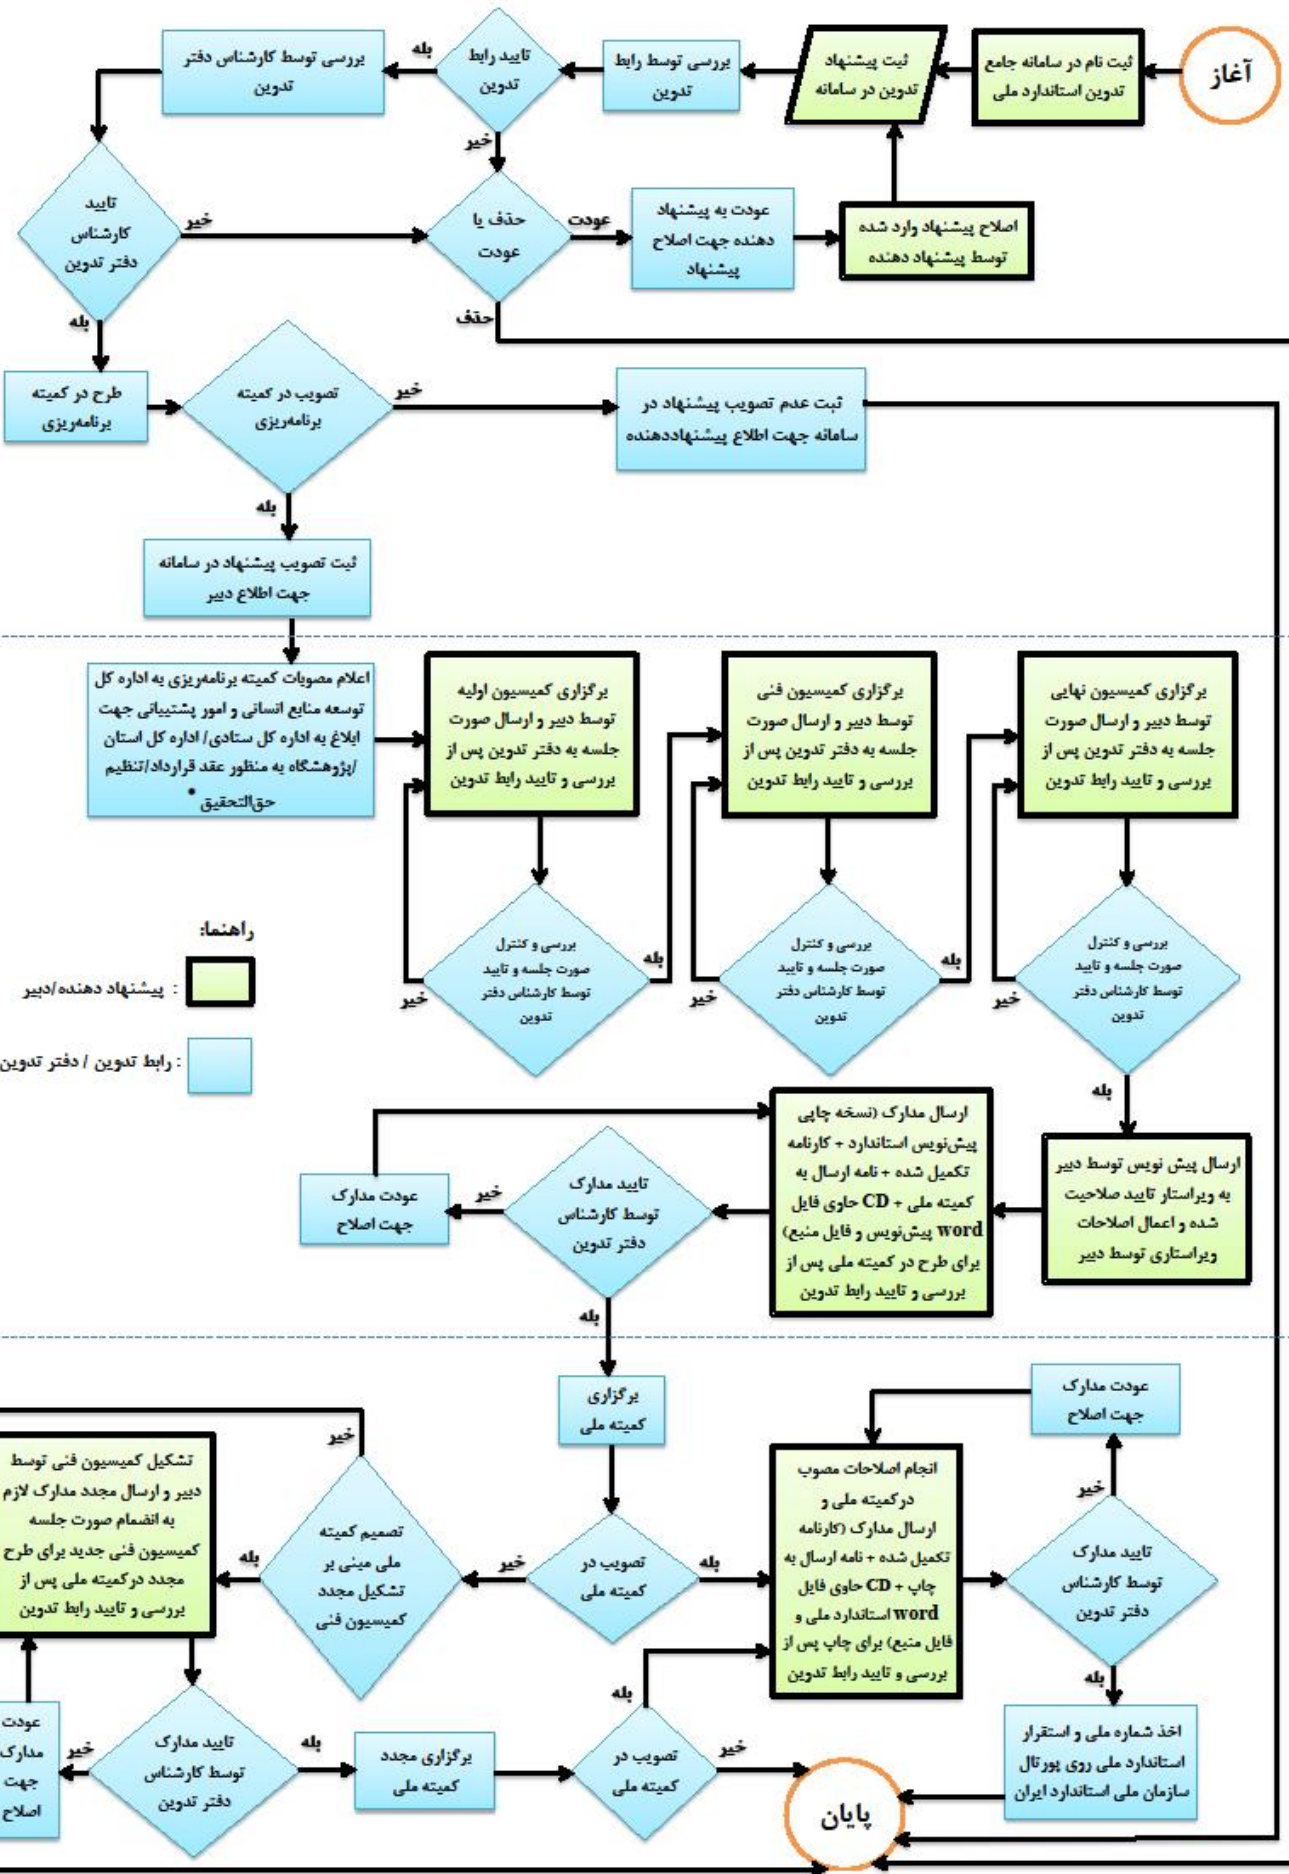 آغاز
ثبت نام در سامانه جامع
تدوین استاندارد ملی
ثبت پیشنهاد
تدوین در سامانه
بررسی توسط رابط
تدوین
تایید رابط
تدوین
بله
خیر
بررسی توسط کارشناس دفتر
تدوین
تایید
کارشناس
دفتر تدوین
خیر
بله
حذف یا
عودت
عودت
حذف
عودت به پیشنهاد
دهنده جهت اصلاح
پیشنهاد
اصلاح پیشنهاد وارد شده
توسط پیشنهاد دهنده
طرح در کمیته
برنامه‌ریزی
تصویب در کمیته
برنامه‌ریزی
خیر
بله
ثبت عدم تصویب پیشنهاد در
سامانه جهت اطلاع پیشنهاددهنده
ثبت تصویب پیشنهاد در سامانه
جهت اطلاع دبیر
اعلام مصوبات کمیته برنامه‌ریزی به اداره کل
توسعه منابع انسانی و امور پشتیبانی جهت
ابلاغ به اداره کل ستادی/ اداره کل استان
/پژوهشگاه به منظور عقد قرارداد/تنظیم
حق‌التحقیق *
برگزاری کمیسیون اولیه
توسط دبیر و ارسال صورت
جلسه به دفتر تدوین پس از
بررسی و تایید رابط تدوین
برگزاری کمیسیون فنی
توسط دبیر و ارسال صورت
جلسه به دفتر تدوین پس از
بررسی و تایید رابط تدوین
برگزاری کمیسیون نهایی
توسط دبیر و ارسال صورت
جلسه به دفتر تدوین پس از
بررسی و تایید رابط تدوین
بررسی و کنترل
صورت جلسه و تایید
توسط کارشناس دفتر
تدوین
بله
خیر
بررسی و کنترل
صورت جلسه و تایید
توسط کارشناس دفتر
تدوین
بله
خیر
بررسی و کنترل
صورت جلسه و تایید
توسط کارشناس دفتر
تدوین
خیر
بله
راهنما:
: پیشنهاد دهنده/دبیر
: رابط تدوین / دفتر تدوین
ارسال پیش نویس توسط دبیر
به ویراستار تایید صلاحیت
شده و اعمال اصلاحات
ویراستاری توسط دبیر
ارسال مدارک (نسخه چاپی
پیش‌نویس استاندارد + کارنامه
تکمیل شده + نامه ارسال به
کمیته ملی + CD حاوی فایل
word پیش‌نویس و فایل منبع)
برای طرح در کمیته ملی پس از
بررسی و تایید رابط تدوین
تایید مدارک
توسط کارشناس
دفتر تدوین
خیر
بله
عودت مدارک
جهت اصلاح
برگزاری
کمیته ملی
تصویب در
کمیته ملی
بله
خیر
انجام اصلاحات مصوب
در کمیته ملی و
ارسال مدارک (کارنامه
تکمیل شده + نامه ارسال به
چاپ + CD حاوی فایل
word استاندارد ملی و
فایل منبع) برای چاپ پس از
بررسی و تایید رابط تدوین
عودت مدارک
جهت اصلاح
خیر
تایید مدارک
توسط کارشناس
دفتر تدوین
بله
اخذ شماره ملی و استقرار
استاندارد ملی روی پورتال
سازمان ملی استاندارد ایران
تصمیم کمیته
ملی مبنی بر
تشکیل مجدد
کمیسیون فنی
خیر
بله
تشکیل کمیسیون فنی توسط
دبیر و ارسال مجدد مدارک لازم
به انضمام صورت جلسه
کمیسیون فنی جدید برای طرح
مجدد در کمیته ملی پس از
بررسی و تایید رابط تدوین
تایید مدارک
توسط کارشناس
دفتر تدوین
خیر
بله
عودت
مدارک
جهت
اصلاح
برگزاری مجدد
کمیته ملی
تصویب در
کمیته ملی
بله
خیر
پایان